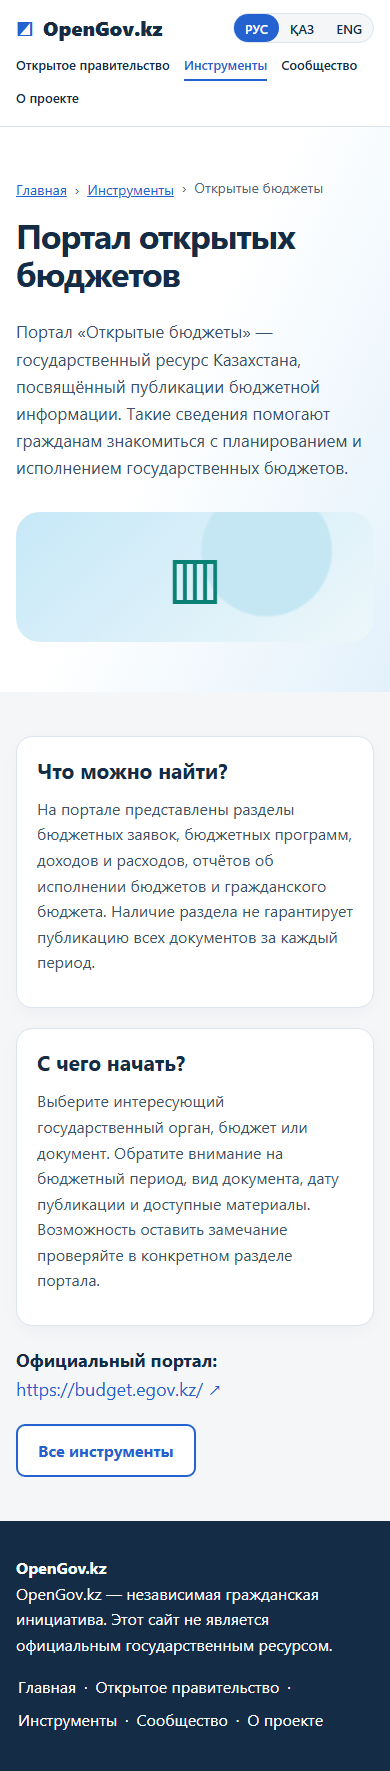 OpenGov.kz
РУС ҚАЗ ENG
Открытое правительство Инструменты Сообщество
О проекте
Главная › Инструменты › Открытые бюджеты
Портал открытых
бюджетов
Портал «Открытые бюджеты» —
государственный ресурс Казахстана,
посвящённый публикации бюджетной
информации. Такие сведения помогают
гражданам знакомиться с планированием и
исполнением государственных бюджетов.
Что можно найти?
На портале представлены разделы
бюджетных заявок, бюджетных программ,
доходов и расходов, отчётов об
исполнении бюджетов и гражданского
бюджета. Наличие раздела не гарантирует
публикацию всех документов за каждый
период.
С чего начать?
Выберите интересующий
государственный орган, бюджет или
документ. Обратите внимание на
бюджетный период, вид документа, дату
публикации и доступные материалы.
Возможность оставить замечание
проверяйте в конкретном разделе
портала.
Официальный портал:
https://budget.egov.kz/ ↗
Все инструменты
OpenGov.kz
OpenGov.kz — независимая гражданская
инициатива. Этот сайт не является
официальным государственным ресурсом.
Главная · Открытое правительство ·
Инструменты · Сообщество · О проекте